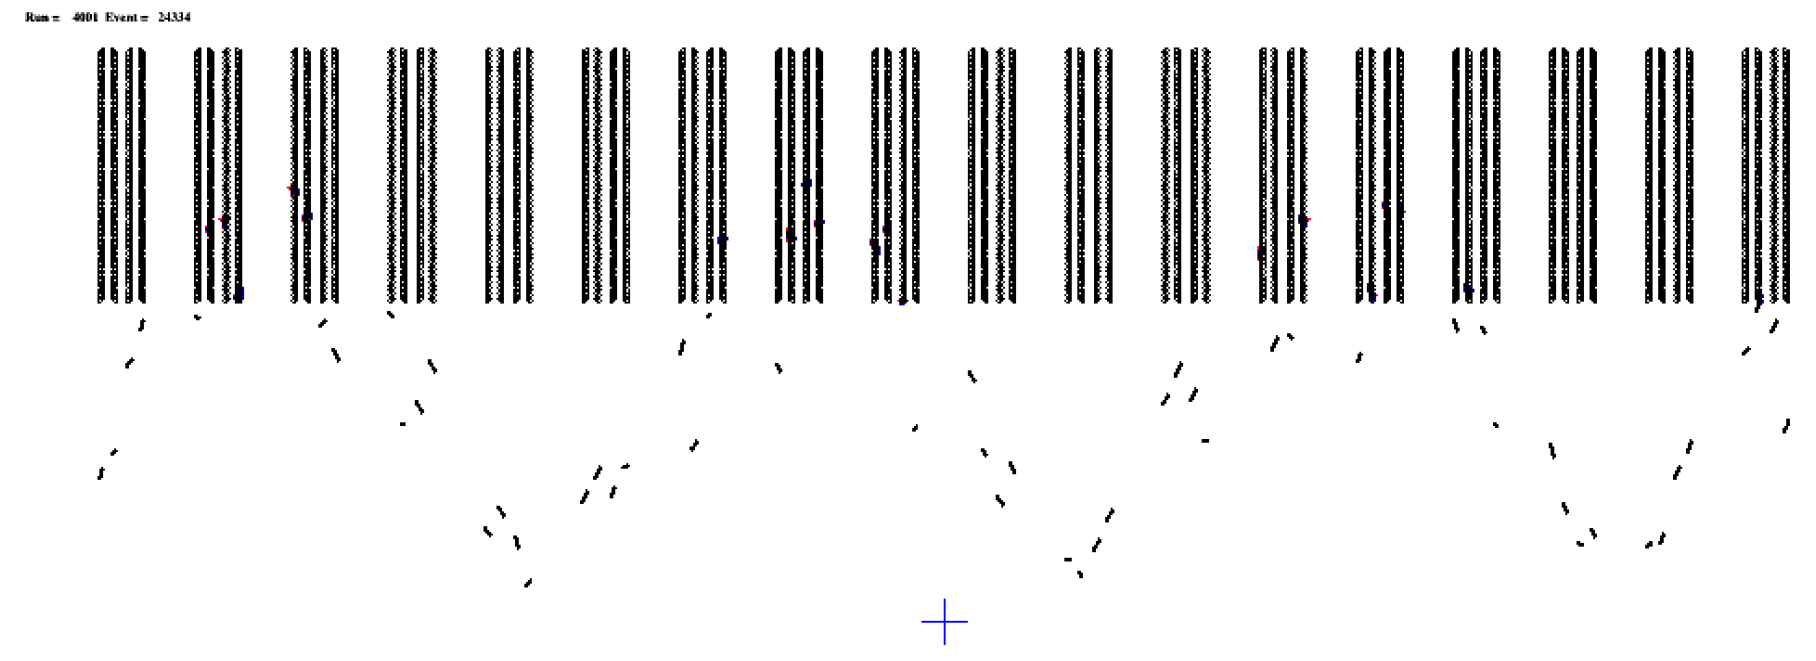 Run = 4001 Event = 24334